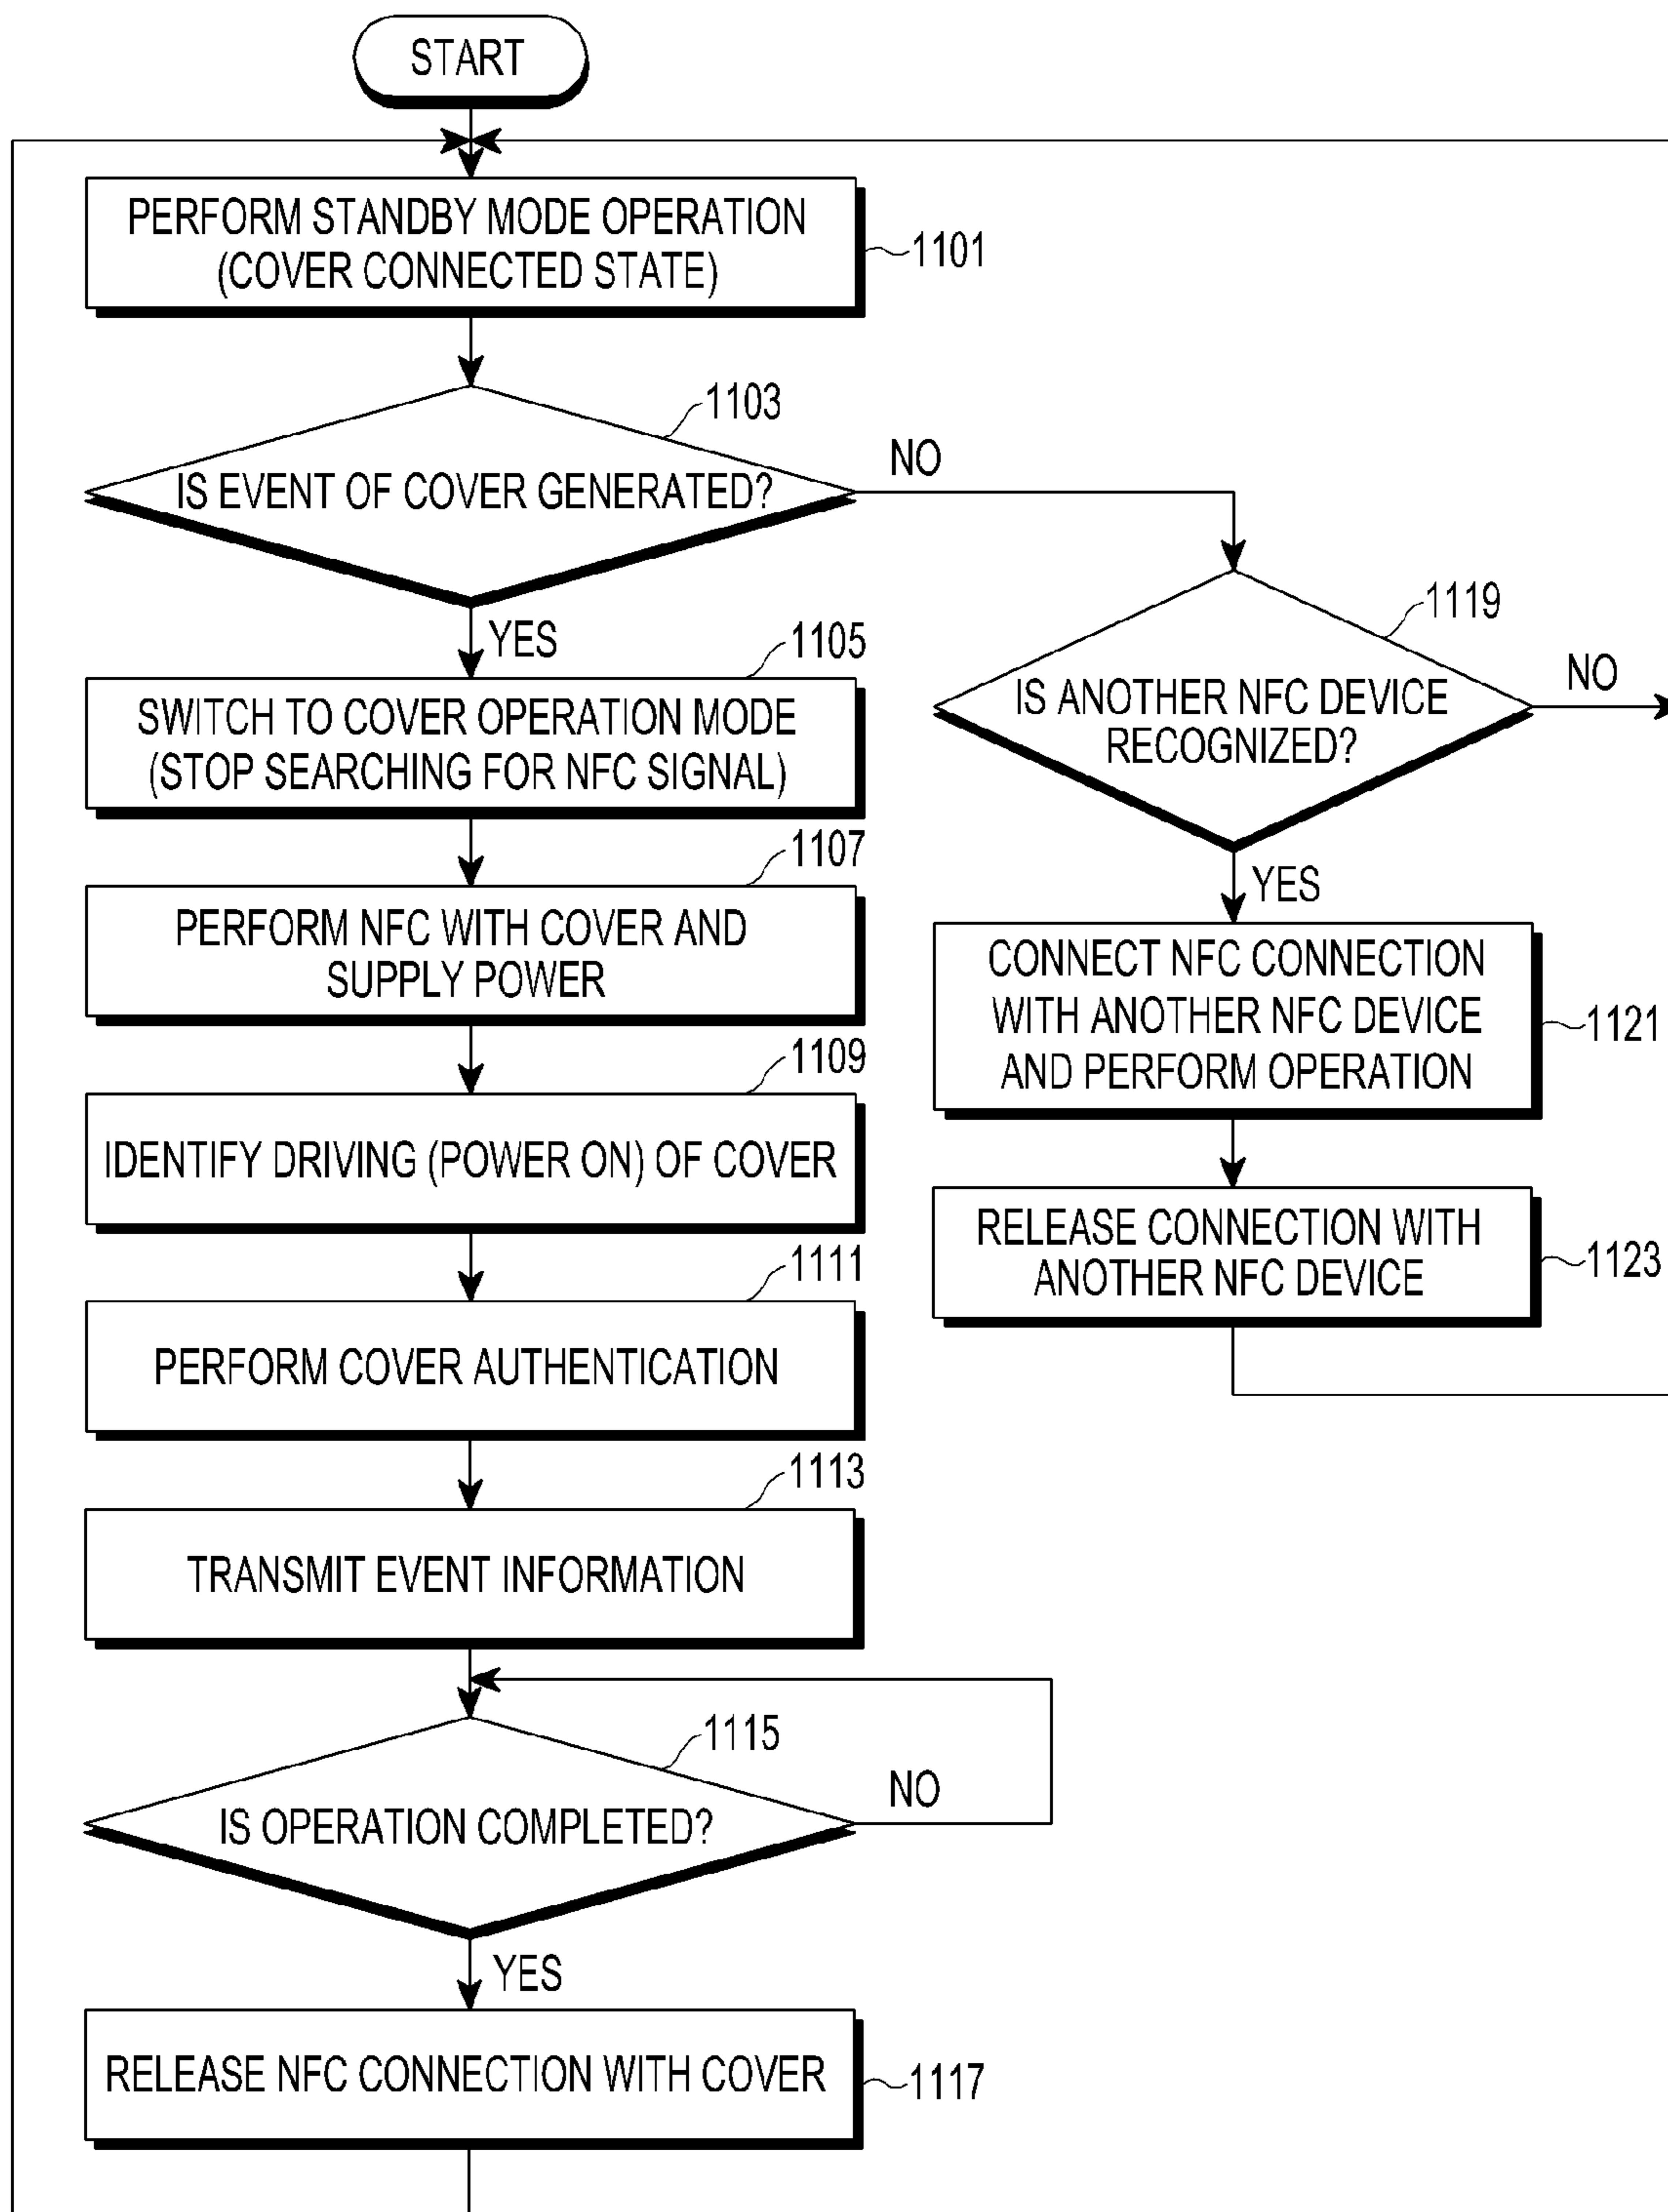 START
PERFORM STANDBY MODE OPERATION
(COVER CONNECTED STATE)
1101
1103
IS EVENT OF COVER GENERATED?
NO
YES
1105
SWITCH TO COVER OPERATION MODE
(STOP SEARCHING FOR NFC SIGNAL)
1107
PERFORM NFC WITH COVER AND
SUPPLY POWER
1109
IDENTIFY DRIVING (POWER ON) OF COVER
1111
PERFORM COVER AUTHENTICATION
1113
TRANSMIT EVENT INFORMATION
1115
IS OPERATION COMPLETED?
NO
YES
RELEASE NFC CONNECTION WITH COVER
1117
1119
IS ANOTHER NFC DEVICE
RECOGNIZED?
NO
YES
CONNECT NFC CONNECTION
WITH ANOTHER NFC DEVICE
AND PERFORM OPERATION
1121
RELEASE CONNECTION WITH
ANOTHER NFC DEVICE
1123